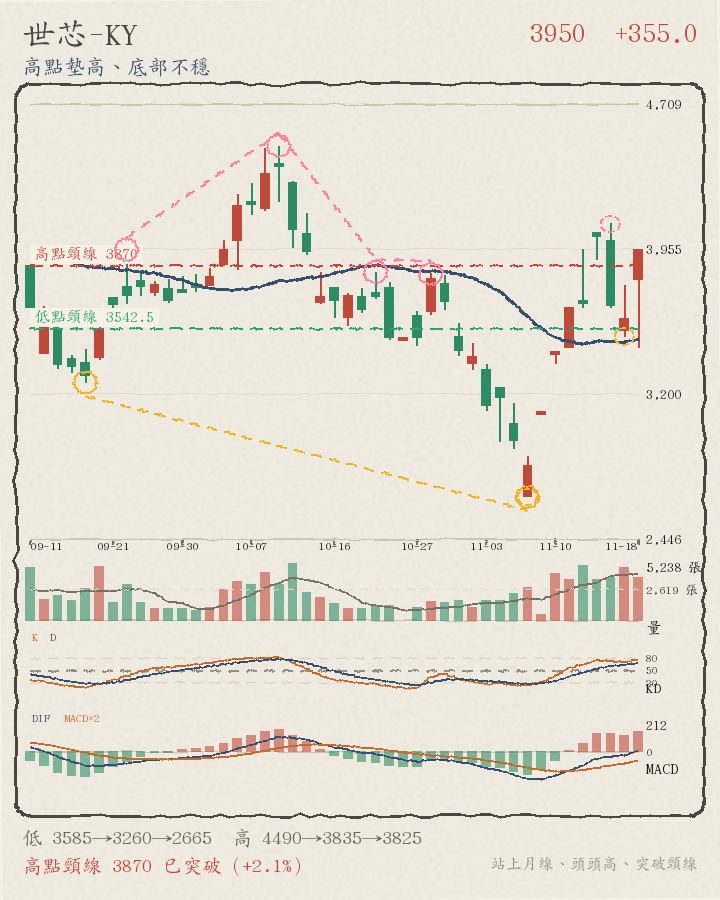 世芯-KY
3950 +355.0
高點墊高、底部不穩
4,709
高點頸線 3870
3,955
低點頸線 3542.5
3,200
2,446
09-11 09-21 09-30 10-07 10-16 10-27 11-03 11-10 11-18
5,238 張
2,619 張
量
K D
80
50
20
KD
DIF MACD×2
212
0
MACD
低 3585→3260→2665 高 4490→3835→3825
高點頸線 3870 已突破 (+2.1%)
站上月線、頭頭高、突破頸線